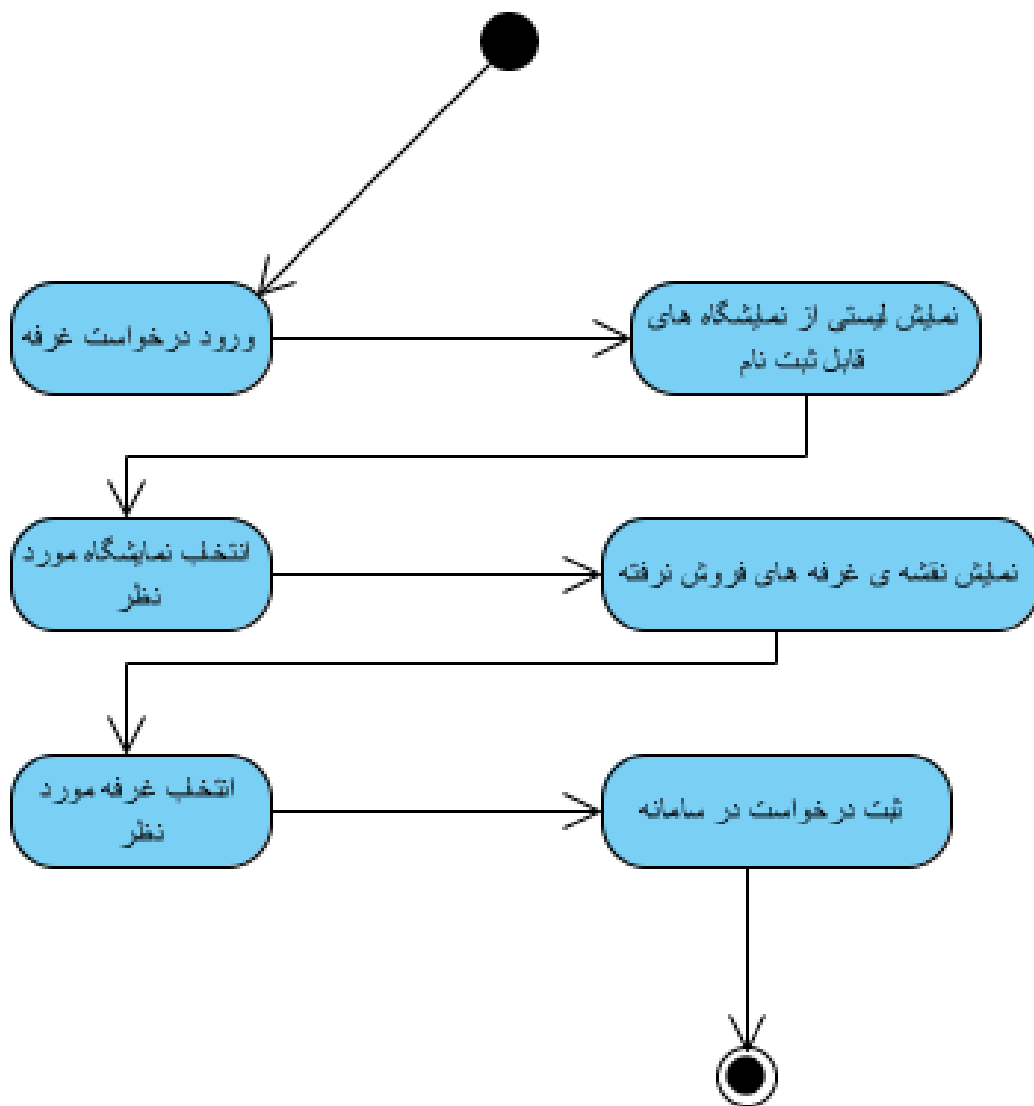 ورود درخواست غرفه
نمایش لیستی از نمایشگاه های
قابل ثبت نام
انتخاب نمایشگاه مورد
نظر
نمایش نقشه ی غرفه های فروش نرفته
انتخاب غرفه مورد
نظر
ثبت درخواست در سامانه